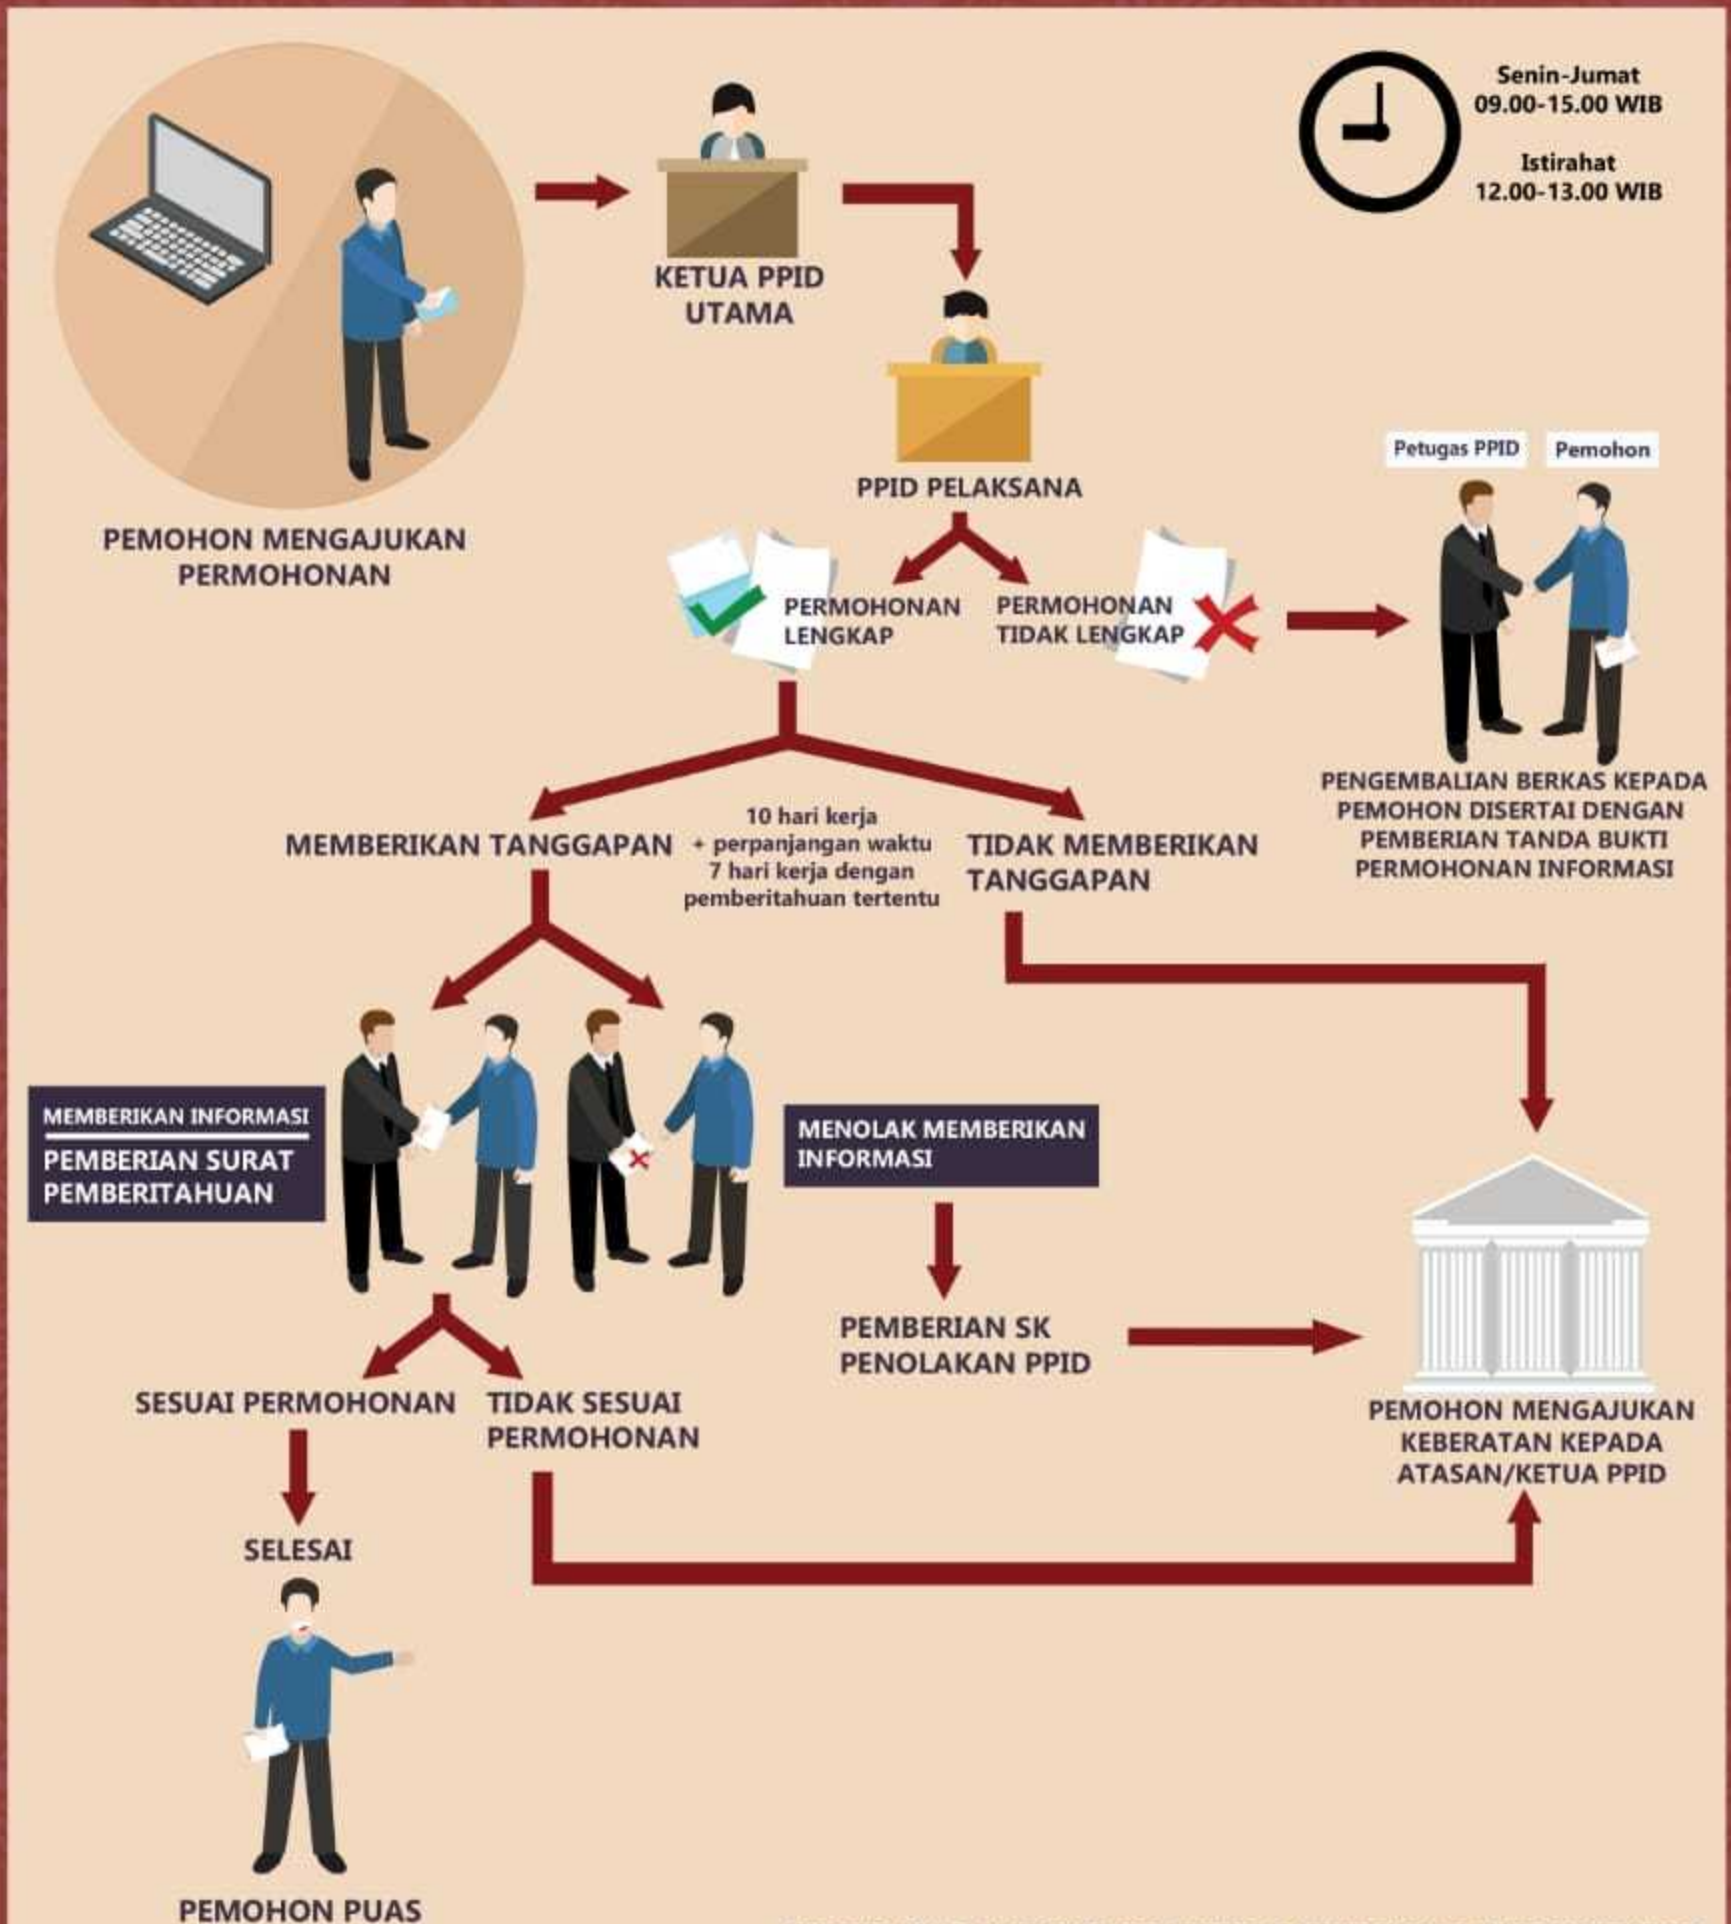 Senin-Jumat
09.00-15.00 WIB
Istirahat
12.00-13.00 WIB
KETUA PPID
UTAMA
PPID PELAKSANA
PEMOHON MENGAJUKAN
PERMOHONAN
Petugas PPID
Pemohon
PERMOHONAN
LENGKAP
PERMOHONAN
TIDAK LENGKAP
PENGEMBALIAN BERKAS KEPADA
PEMOHON DISERTAI DENGAN
PEMBERIAN TANDA BUKTI
PERMOHONAN INFORMASI
MEMBERIKAN TANGGAPAN
10 hari kerja
+ perpanjangan waktu
7 hari kerja dengan
pemberitahuan tertentu
TIDAK MEMBERIKAN
TANGGAPAN
MEMBERIKAN INFORMASI
PEMBERIAN SURAT
PEMBERITAHUAN
MENOLAK MEMBERIKAN
INFORMASI
PEMBERIAN SK
PENOLAKAN PPID
SESUAI PERMOHONAN
TIDAK SESUAI
PERMOHONAN
PEMOHON MENGAJUKAN
KEBERATAN KEPADA
ATASAN/KETUA PPID
SELESAI
PEMOHON PUAS